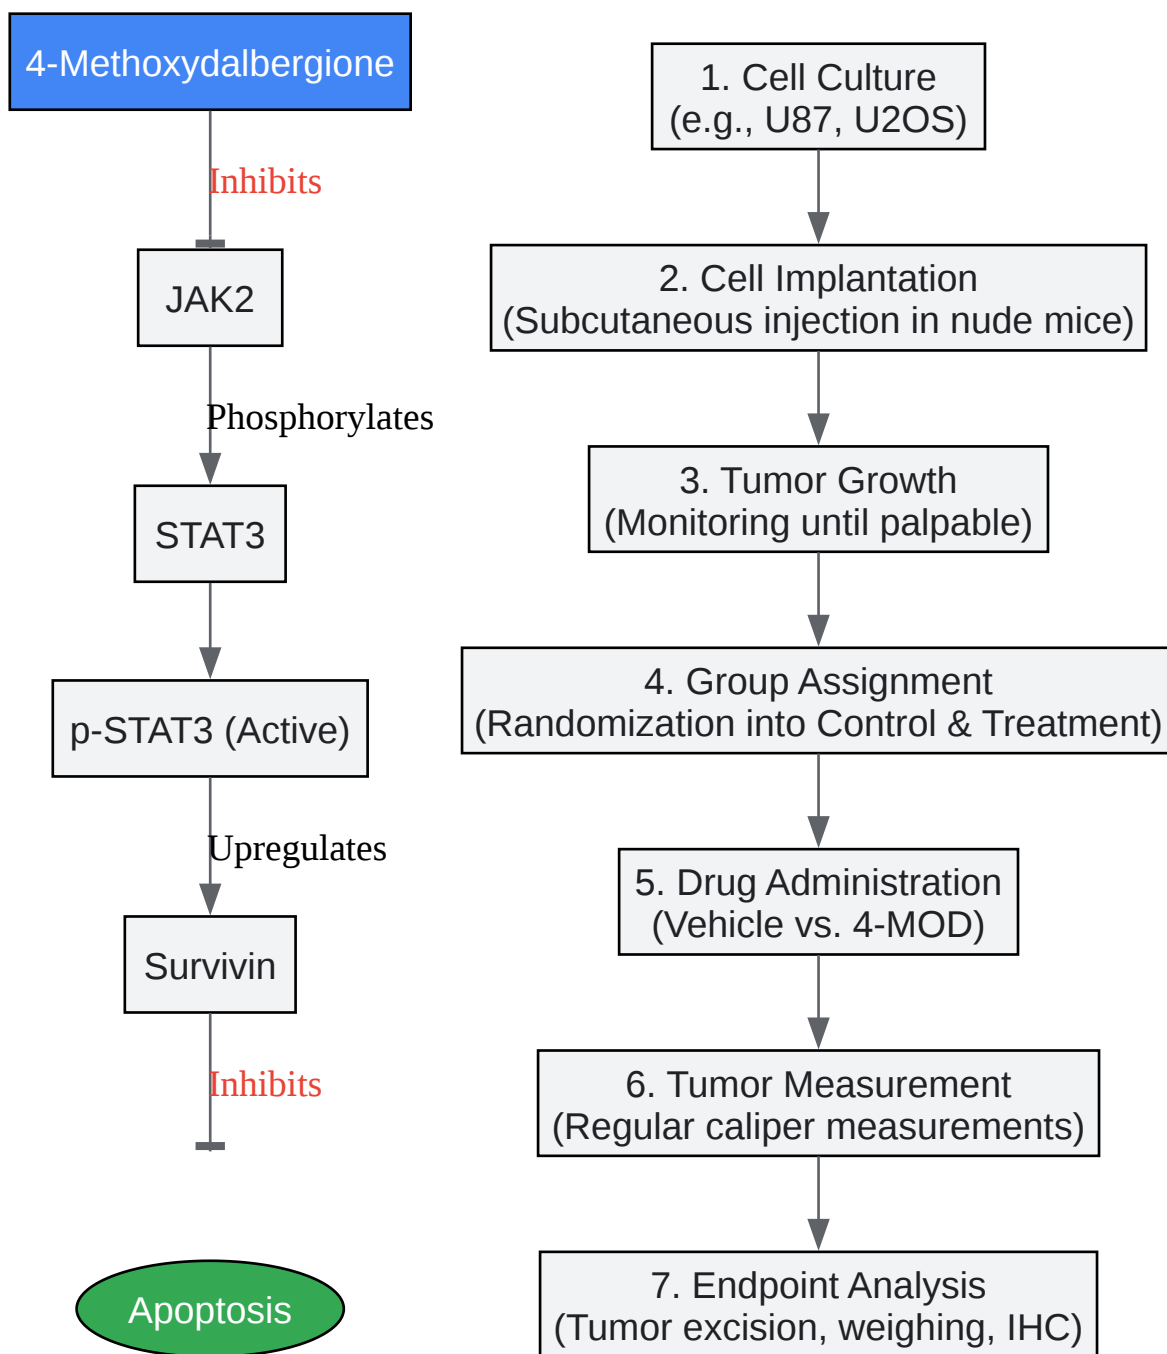 4-Methoxydalbergione
Inhibits
JAK2
Phosphorylates
STAT3
p-STAT3 (Active)
Upregulates
Survivin
Inhibits
Apoptosis
1. Cell Culture
(e.g., U87, U2OS)
2. Cell Implantation
(Subcutaneous injection in nude mice)
3. Tumor Growth
(Monitoring until palpable)
4. Group Assignment
(Randomization into Control & Treatment)
5. Drug Administration
(Vehicle vs. 4-MOD)
6. Tumor Measurement
(Regular caliper measurements)
7. Endpoint Analysis
(Tumor excision, weighing, IHC)